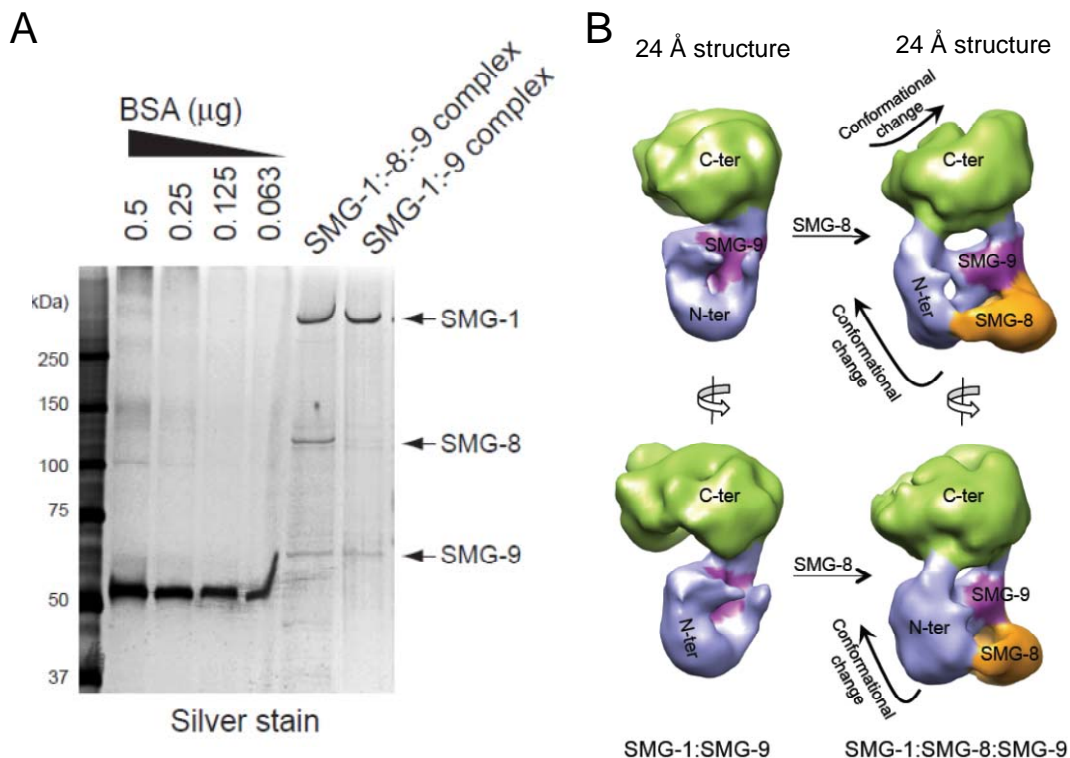 A
BSA (μg)
0.5
0.25
0.125
0.063
SMG-1:-8:-9 complex
SMG-1:-9 complex
kDa)
250
150
100
75
50
37
SMG-1
SMG-8
SMG-9
Silver stain
B
24 Å structure
24 Å structure
C-ter
SMG-9
N-ter
SMG-8
Conformational
change
C-ter
SMG-9
N-ter
SMG-8
Conformational
change
C-ter
N-ter
SMG-8
C-ter
SMG-9
N-ter
SMG-8
Conformational
change
SMG-1:SMG-9
SMG-1:SMG-8:SMG-9